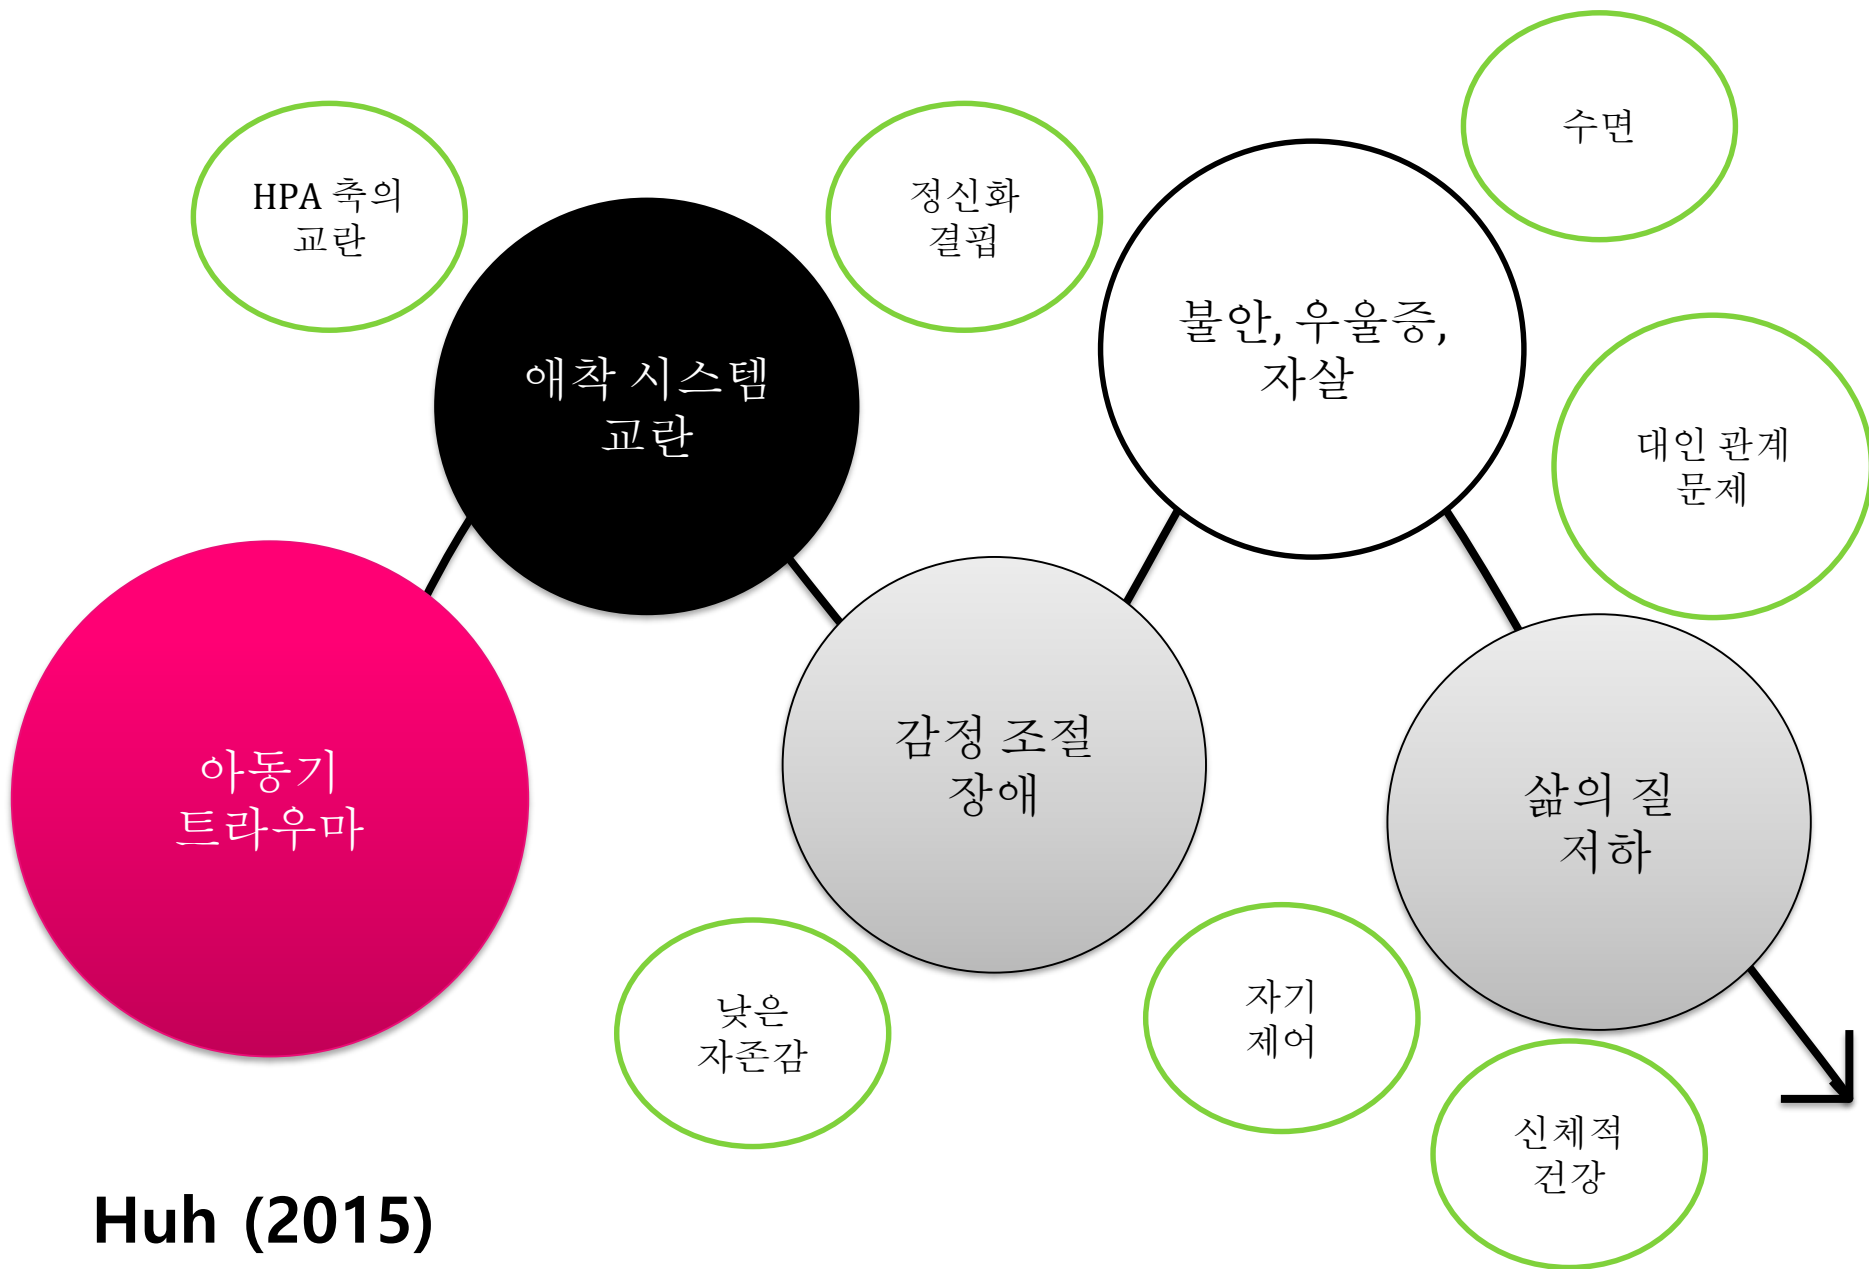 수면
HPA 축의
교란
정신화
결핍
불안, 우울증,
자살
애착 시스템
교란
대인 관계
문제
아동기
트라우마
감정 조절
장애
삶의 질
저하
낮은
자존감
자기
제어
신체적
건강
Huh (2015)